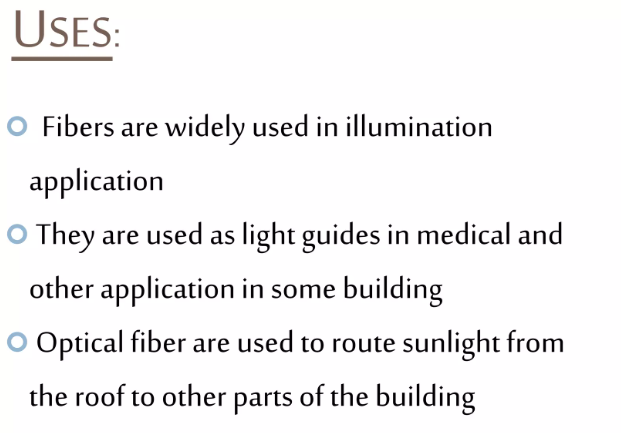 USES:
Fibers are widely used in illumination
application
They are used as light guides in medical and
other application in some building
Optical fiber are used to route sunlight from
the roof to other parts of the building